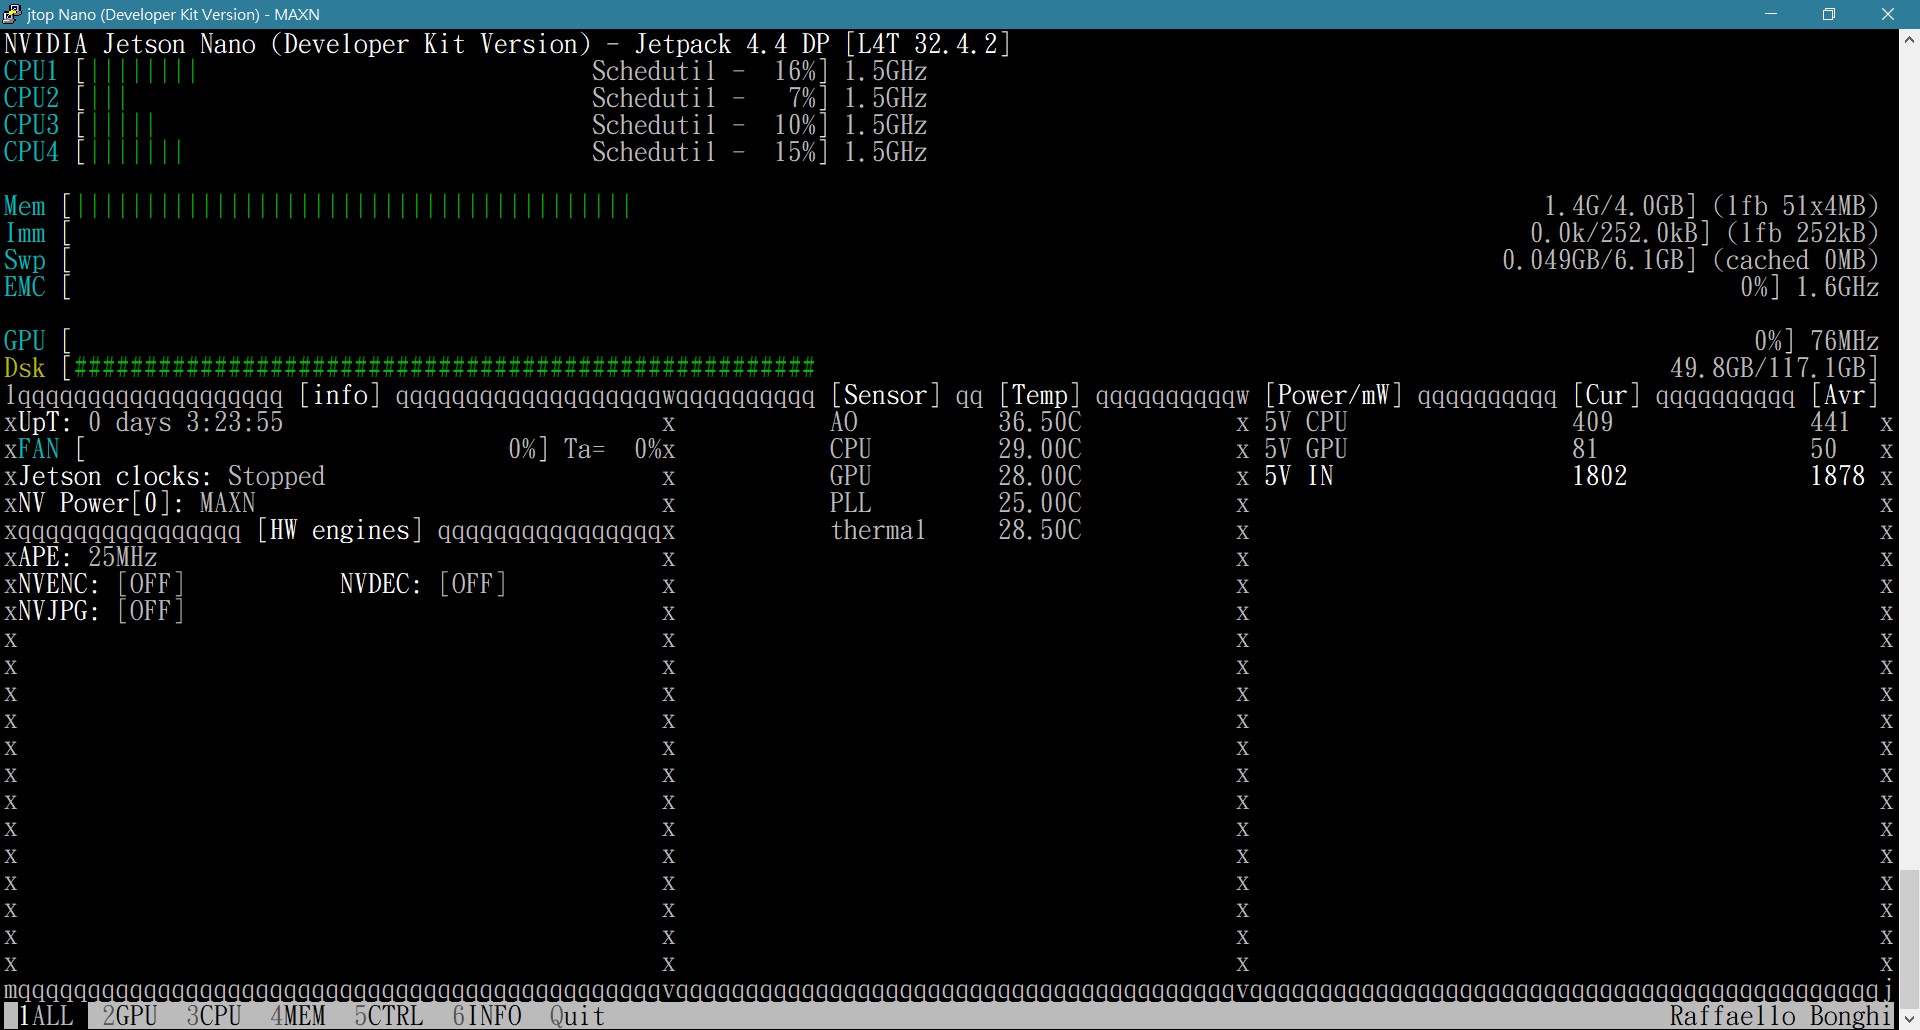 jtop Nano (Developer Kit Version) - MAXN
NVIDIA Jetson Nano (Developer Kit Version) - Jetpack 4.4 DP [L4T 32.4.2]
CPU1 [|||||||| Schedutil - 16%] 1.5GHz
CPU2 [||| Schedutil - 7%] 1.5GHz
CPU3 [||||| Schedutil - 10%] 1.5GHz
CPU4 [||||||| Schedutil - 15%] 1.5GHz
Mem [|||||||||||||||||||||||||||||||||||||||| 1.4G/4.0GB] (lfb 51x4MB)
Imm [ 0.0k/252.0kB] (lfb 252kB)
Swp [ 0.049GB/6.1GB] (cached 0MB)
EMC [ 0%] 1.6GHz
GPU [ 0%] 76MHz
Dsk [##################################################### 49.8GB/117.1GB]
lqqqqqqqqqqqqqqqqqqq [info] qqqqqqqqqqqqqqqqqqqwqqqqqqqqqq [Sensor] qq [Temp] qqqqqqqqqqw [Power/mW] qqqqqqqqqq [Cur] qqqqqqqqqq [Avr]
xUpT: 0 days 3:23:55 x AO 36.50C x 5V CPU 409 441 x
xFAN [ 0%] Ta= 0%x CPU 29.00C x 5V GPU 81 50 x
xJetson clocks: Stopped x GPU 28.00C x 5V IN 1802 1878 x
xNV Power[0]: MAXN x PLL 25.00C x x
xqqqqqqqqqqqqqqqq [HW engines] qqqqqqqqqqqqqqqqx thermal 28.50C x x
xAPE: 25MHz x x x
xNVENC: [OFF] NVDEC: [OFF] x x x
xNVJPG: [OFF] x x x
x x x x
x x x x
x x x x
x x x x
x x x x
x x x x
x x x x
x x x x
x x x x
x x x x
x x x x
x x x x
x x x x
mqqqqqqqqqqqqqqqqqqqqqqqqqqqqqqqqqqqqqqqqqqqqqqvqqqqqqqqqqqqqqqqqqqqqqqqqqqqqqqqqqqqqqqqvqqqqqqqqqqqqqqqqqqqqqqqqqqqqqqqqqqqqqqqqqqqqqqqqqqqqqj
1ALL 2GPU 3CPU 4MEM 5CTRL 6INFO Quit Raffaello Bonghi